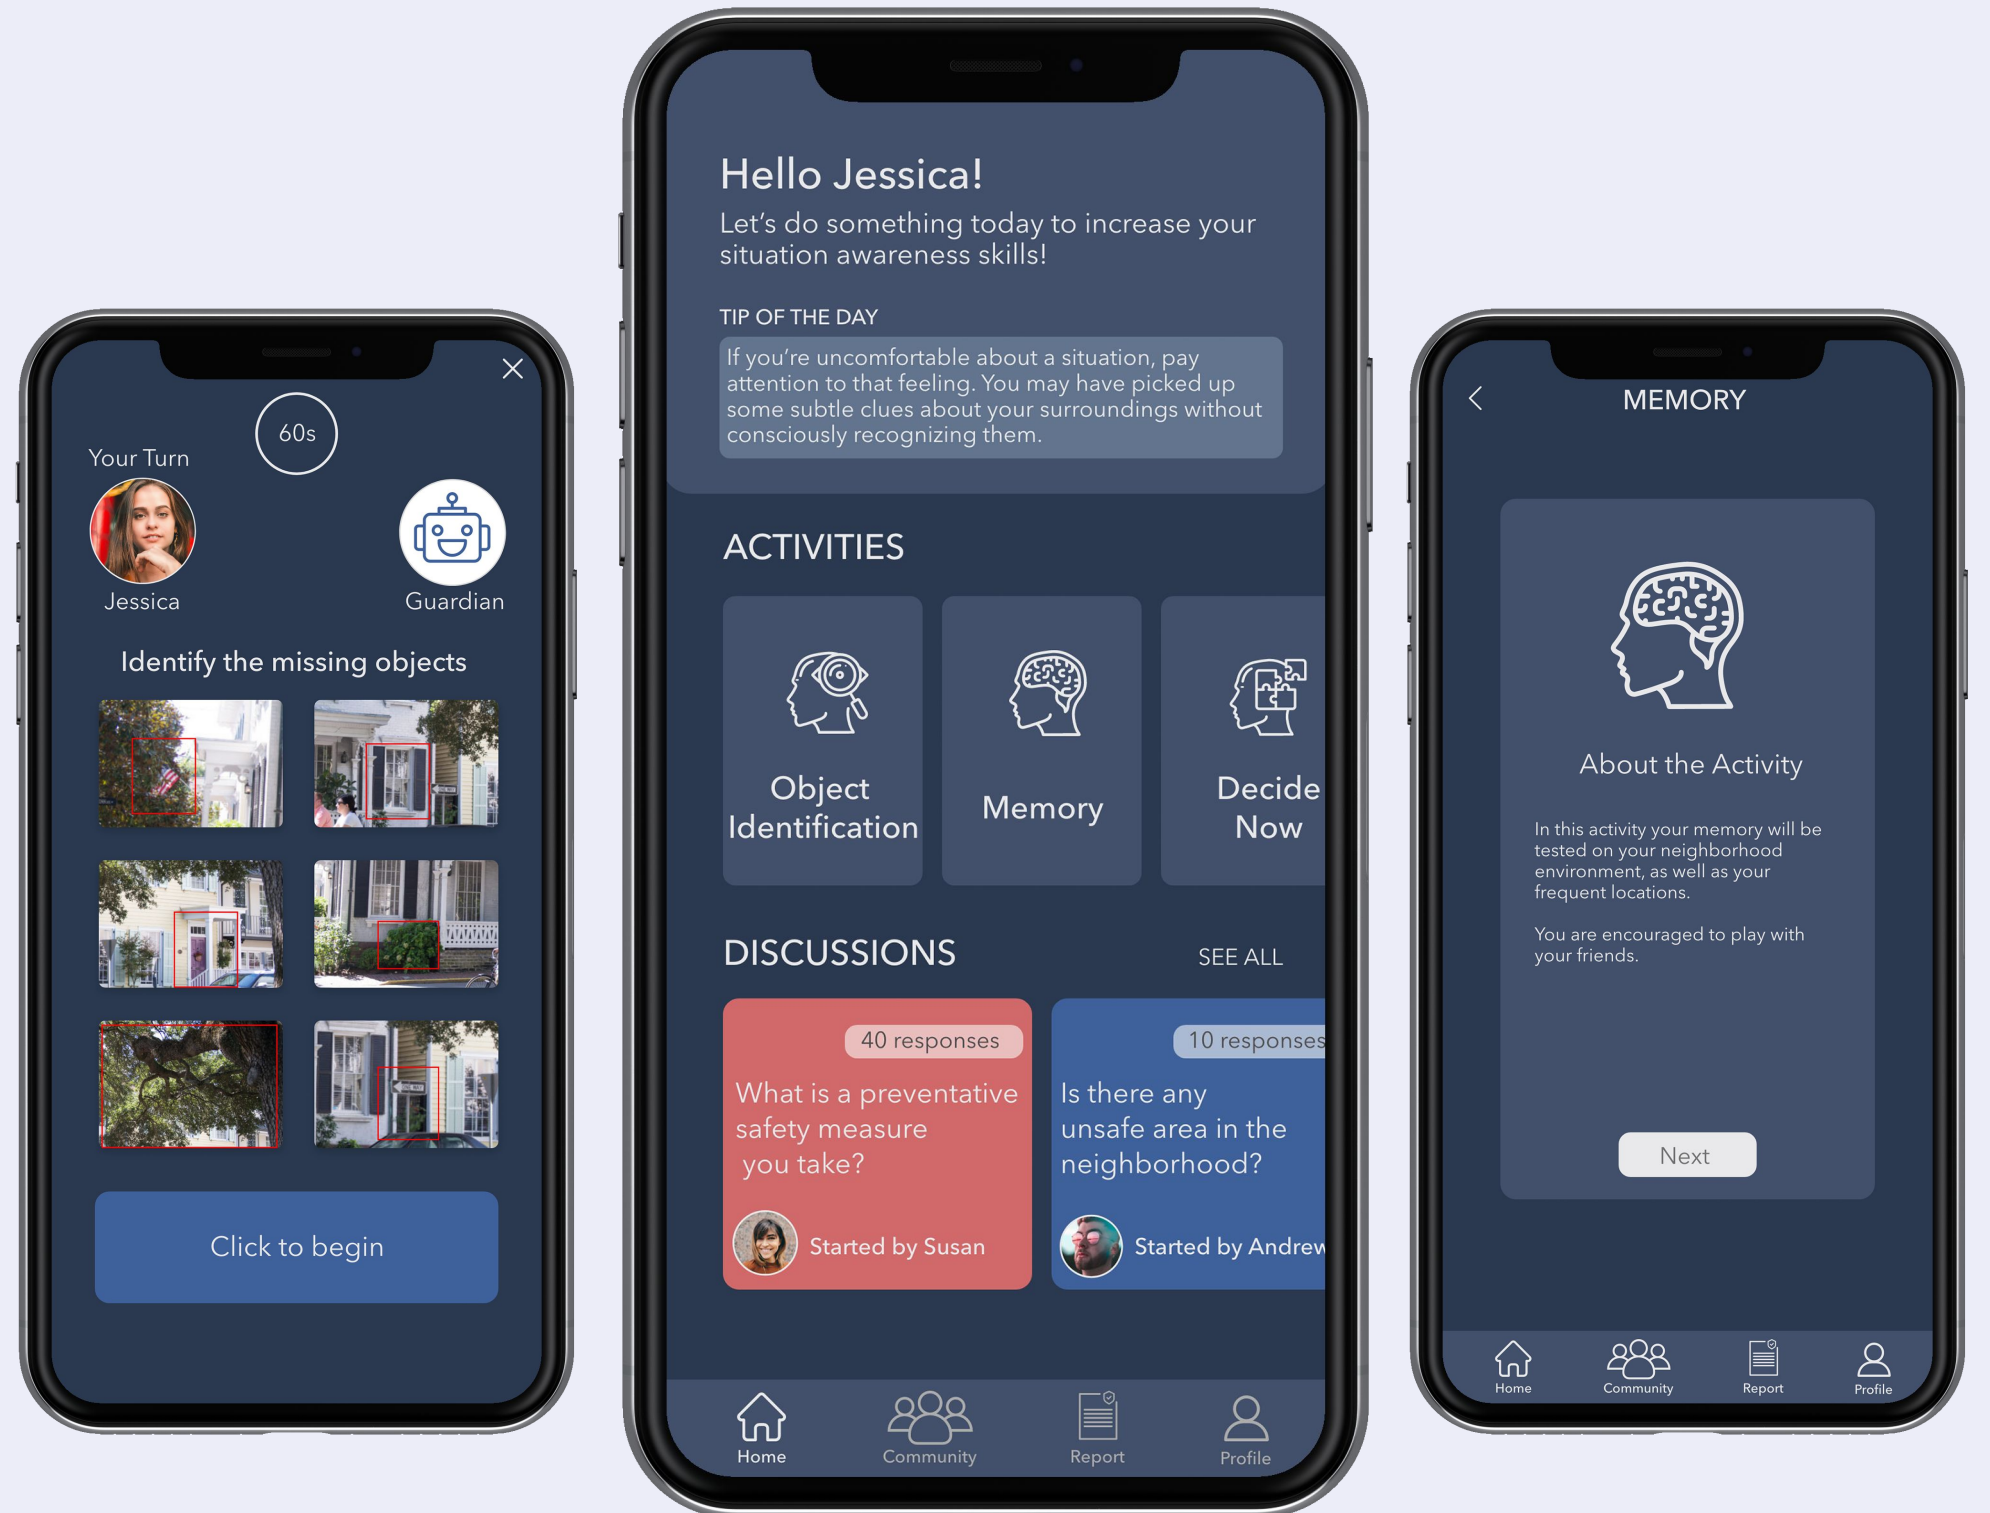 60s
Your Turn
Jessica
Guardian
Identify the missing objects
ONE WAY
Click to begin
Hello Jessica!
Let's do something today to increase your
situation awareness skills!
TIP OF THE DAY
If you're uncomfortable about a situation, pay
attention to that feeling. You may have picked up
some subtle clues about your surroundings without
consciously recognizing them.
ACTIVITIES
Object
Identification
Memory
Decide
Now
DISCUSSIONS
SEE ALL
40 responses
What is a preventative
safety measure
you take?
Started by Susan
10 responses
Is there any
unsafe area in the
neighborhood?
Started by Andrew
Home
Community
Report
Profile
MEMORY
About the Activity
In this activity your memory will be
tested on your neighborhood
environment, as well as your
frequent locations.
You are encouraged to play with
your friends.
Next
Home
Community
Report
Profile